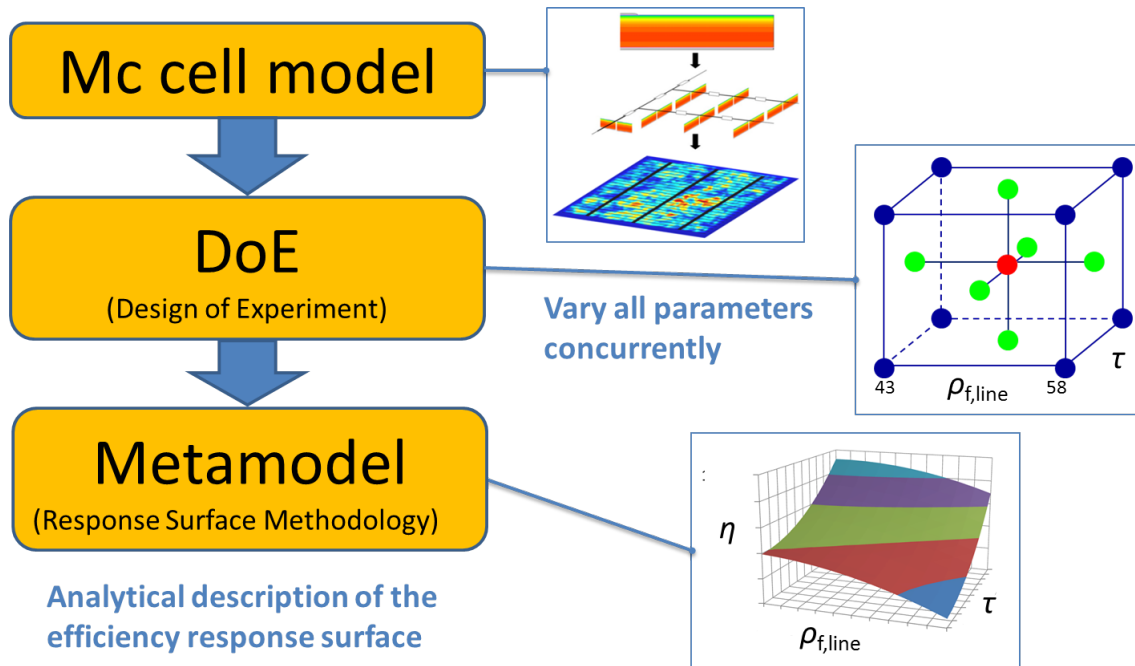 Mc cell model
DoE
(Design of Experiment)
Vary all parameters
concurrently
43
ρf,line
58
τ
Metamodel
(Response Surface Methodology)
η
τ
ρf,line
Analytical description of the
efficiency response surface